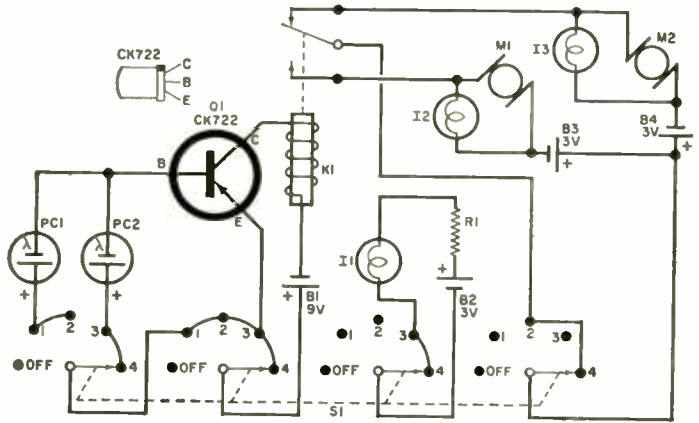 CK722
C
B
E
Q1
CK722
B
C
E
K1
M1
M2
I3
I2
B3
3V
B4
3V
+
+
PC1
λ
+
PC2
λ
+
I1
R1
+
B2
3V
+
B1
9V
1
2
3
4
OFF
1
2
3
4
OFF
1
2
3
4
OFF
1
2
3
4
OFF
S1